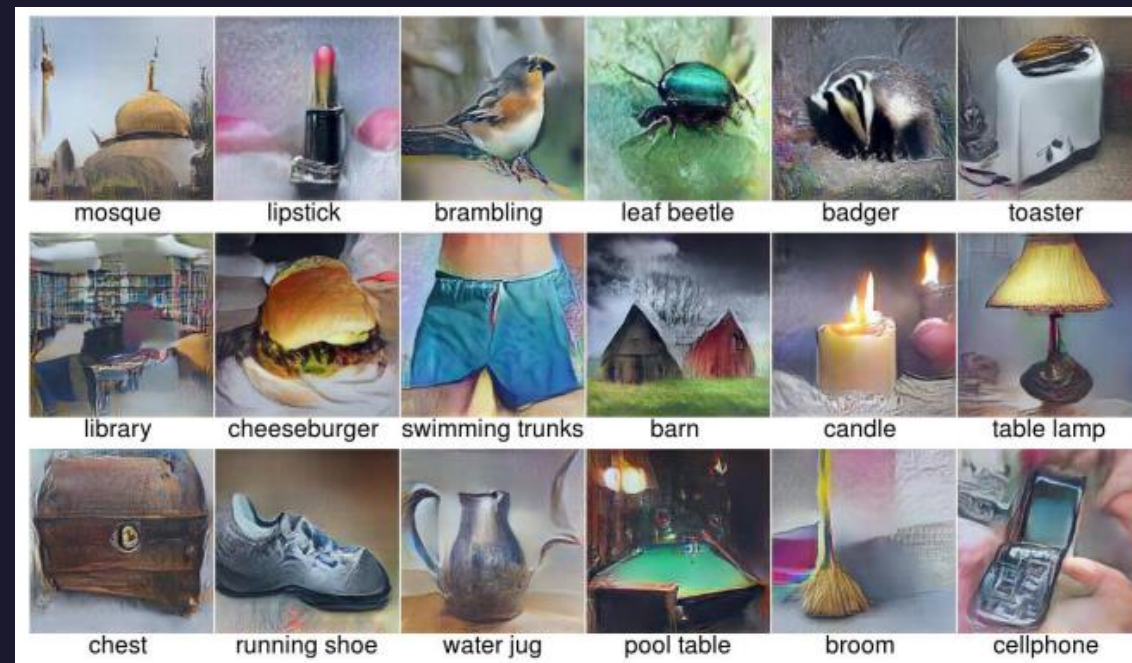 mosque lipstick brambling leaf beetle badger toaster
library cheeseburger swimming trunks barn candle table lamp
chest running shoe water jug pool table broom cellphone